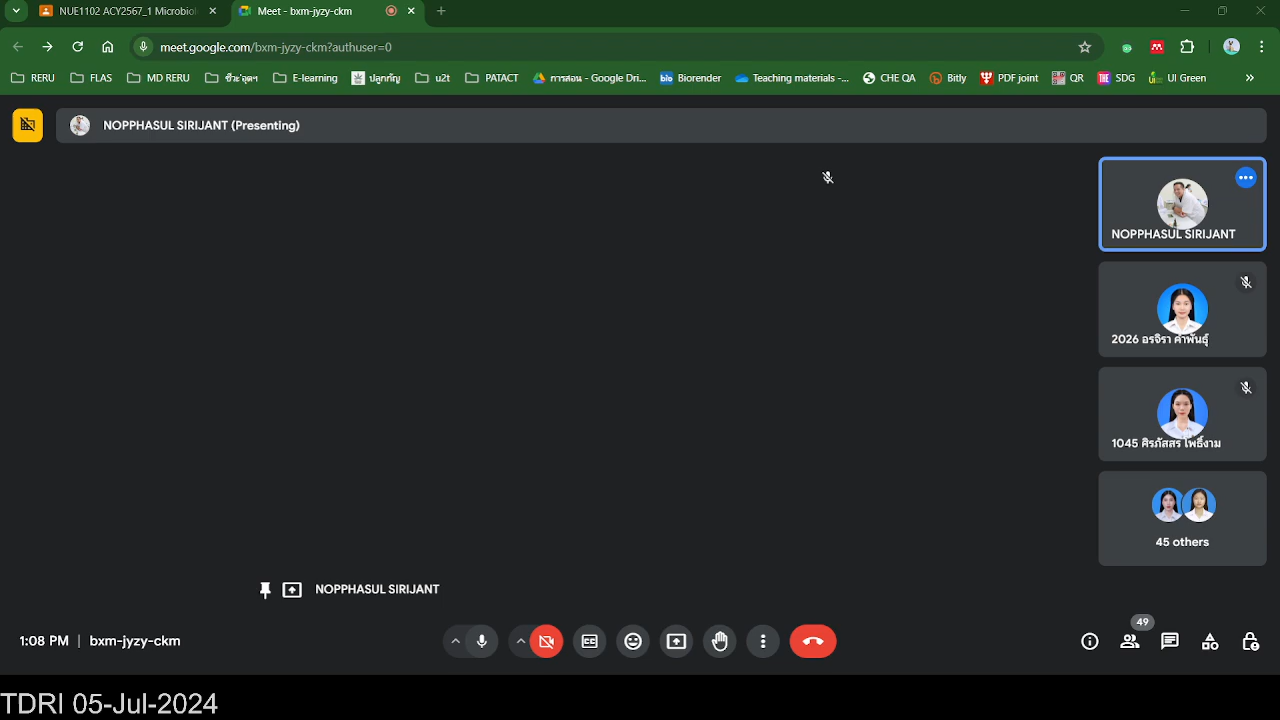 NUE1102 ACY2567_1 Microbiol
Meet - bxm-jyzy-ckm
meet.google.com/bxm-jyzy-ckm?authuser=0
RERU
FLAS
MD RERU
E-learning
ปลูกกัญ
u2t
PATACT
การสอน - Google Dri...
bio
Biorender
Teaching materials -...
CHE QA
Bitly
PDF joint
QR
SDG
UI Green
NOPPHASUL SIRIJANT (Presenting)
NOPPHASUL SIRIJANT
2026 อรจิรา คำพันธุ์
1045 ศิรภัสสร โพธิ์งาม
45 others
NOPPHASUL SIRIJANT
1:08 PM | bxm-jyzy-ckm
49
TDRI 05-Jul-2024